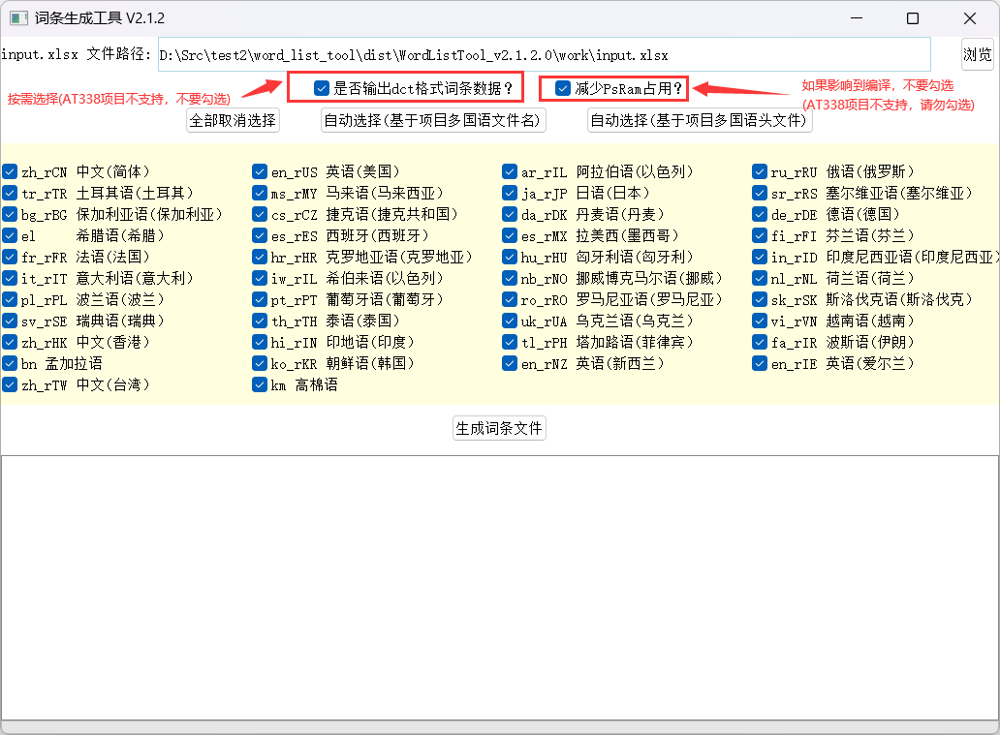 词条生成工具 V2.1.2
input.xlsx 文件路径: D:\Src\test2\word_list_tool\dist\WordListTool_v2.1.2.0\work\input.xlsx 浏览
按需选择(AT338项目不支持，不要勾选) 是否输出dct格式词条数据? 减少PsRam占用? 如果影响到编译，不要勾选
(AT338项目不支持，请勿勾选)
全部取消选择 自动选择(基于项目多国语文件名) 自动选择(基于项目多国语头文件)
zh_rCN 中文(简体) en_rUS 英语(美国) ar_rIL 阿拉伯语(以色列) ru_rRU 俄语(俄罗斯)
tr_rTR 土耳其语(土耳其) ms_rMY 马来语(马来西亚) ja_rJP 日语(日本) sr_rRS 塞尔维亚语(塞尔维亚)
bg_rBG 保加利亚语(保加利亚) cs_rCZ 捷克语(捷克共和国) da_rDK 丹麦语(丹麦) de_rDE 德语(德国)
el 希腊语(希腊) es_rES 西班牙(西班牙) es_rMX 拉美西(墨西哥) fi_rFI 芬兰语(芬兰)
fr_rFR 法语(法国) hr_rHR 克罗地亚语(克罗地亚) hu_rHU 匈牙利语(匈牙利) in_rID 印度尼西亚语(印度尼西亚)
it_rIT 意大利语(意大利) iw_rIL 希伯来语(以色列) nb_rNO 挪威博克马尔语(挪威) nl_rNL 荷兰语(荷兰)
pl_rPL 波兰语(波兰) pt_rPT 葡萄牙语(葡萄牙) ro_rRO 罗马尼亚语(罗马尼亚) sk_rSK 斯洛伐克语(斯洛伐克)
sv_rSE 瑞典语(瑞典) th_rTH 泰语(泰国) uk_rUA 乌克兰语(乌克兰) vi_rVN 越南语(越南)
zh_rHK 中文(香港) hi_rIN 印地语(印度) tl_rPH 塔加路语(菲律宾) fa_rIR 波斯语(伊朗)
bn 孟加拉语 ko_rKR 朝鲜语(韩国) en_rNZ 英语(新西兰) en_rIE 英语(爱尔兰)
zh_rTW 中文(台湾) km 高棉语
生成词条文件